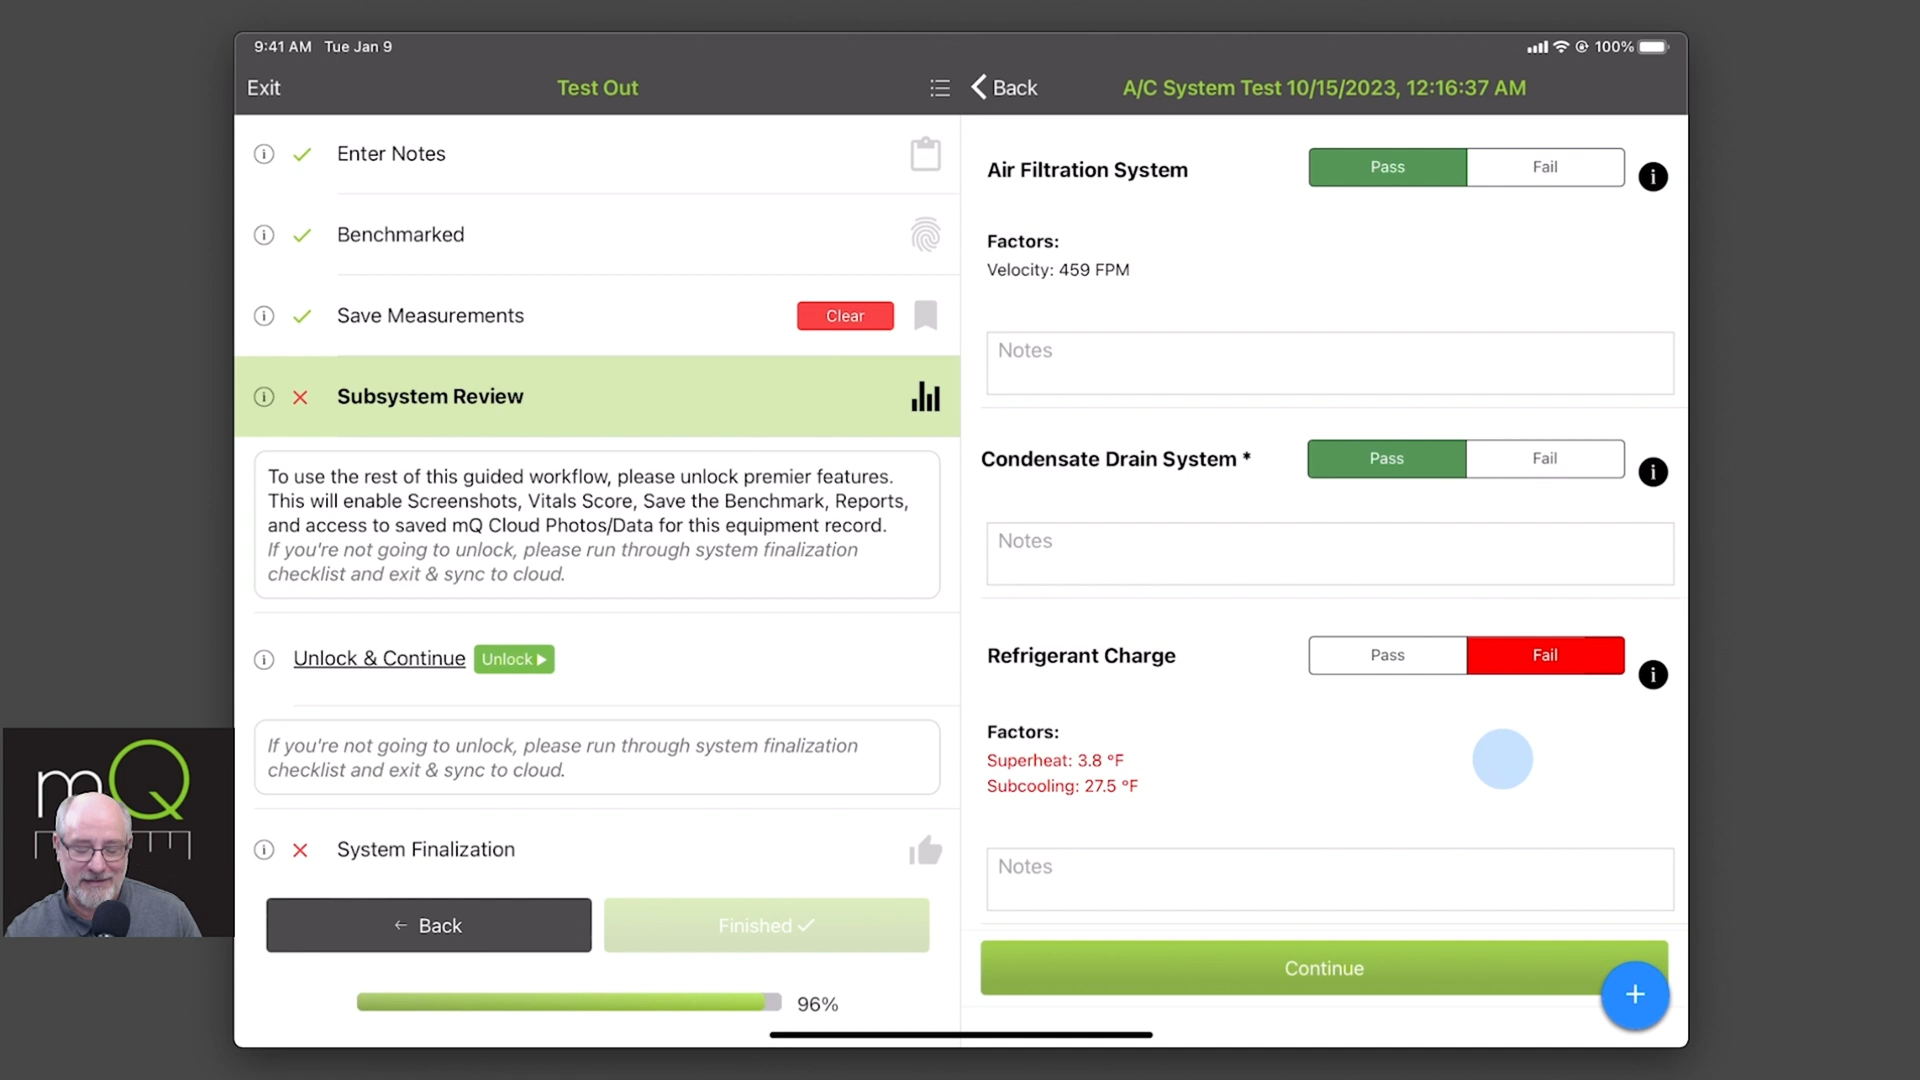 9:41 AM Tue Jan 9
100%
Exit
Test Out
Back
A/C System Test 10/15/2023, 12:16:37 AM
Enter Notes
Benchmarked
Save Measurements
Clear
Subsystem Review
To use the rest of this guided workflow, please unlock premier features.
This will enable Screenshots, Vitals Score, Save the Benchmark, Reports,
and access to saved mQ Cloud Photos/Data for this equipment record.
If you're not going to unlock, please run through system finalization
checklist and exit & sync to cloud.
Unlock & Continue
Unlock
If you're not going to unlock, please run through system finalization
checklist and exit & sync to cloud.
System Finalization
Back
Finished
96%
Air Filtration System
Pass
Fail
Factors:
Velocity: 459 FPM
Notes
Condensate Drain System *
Pass
Fail
Notes
Refrigerant Charge
Pass
Fail
Factors:
Superheat: 3.8 °F
Subcooling: 27.5 °F
Notes
Continue
mQ